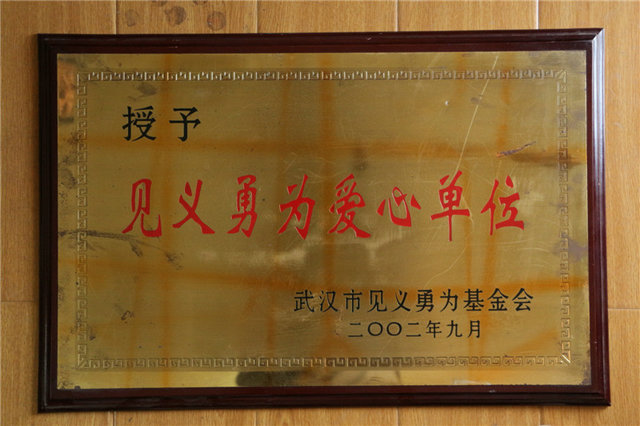 授予
见义勇为爱心单位
武汉市见义勇为基金会
二〇〇二年九月